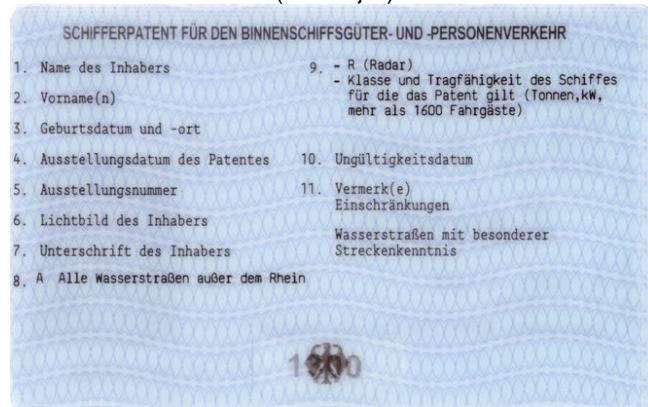 SCHIFFERPATENT FÜR DEN BINNENSCHIFFSGÜTER- UND -PERSONENVERKEHR
1. Name des Inhabers
2. Vorname(n)
3. Geburtsdatum und -ort
4. Ausstellungsdatum des Patentes
5. Ausstellungsnummer
6. Lichtbild des Inhabers
7. Unterschrift des Inhabers
8. A Alle Wasserstraßen außer dem Rhein
9. - R (Radar)
- Klasse und Tragfähigkeit des Schiffes
für die das Patent gilt (Tonnen,kW,
mehr als 1600 Fahrgäste)
10. Ungültigkeitsdatum
11. Vermerk(e)
Einschränkungen
Wasserstraßen mit besonderer
Streckenkenntnis